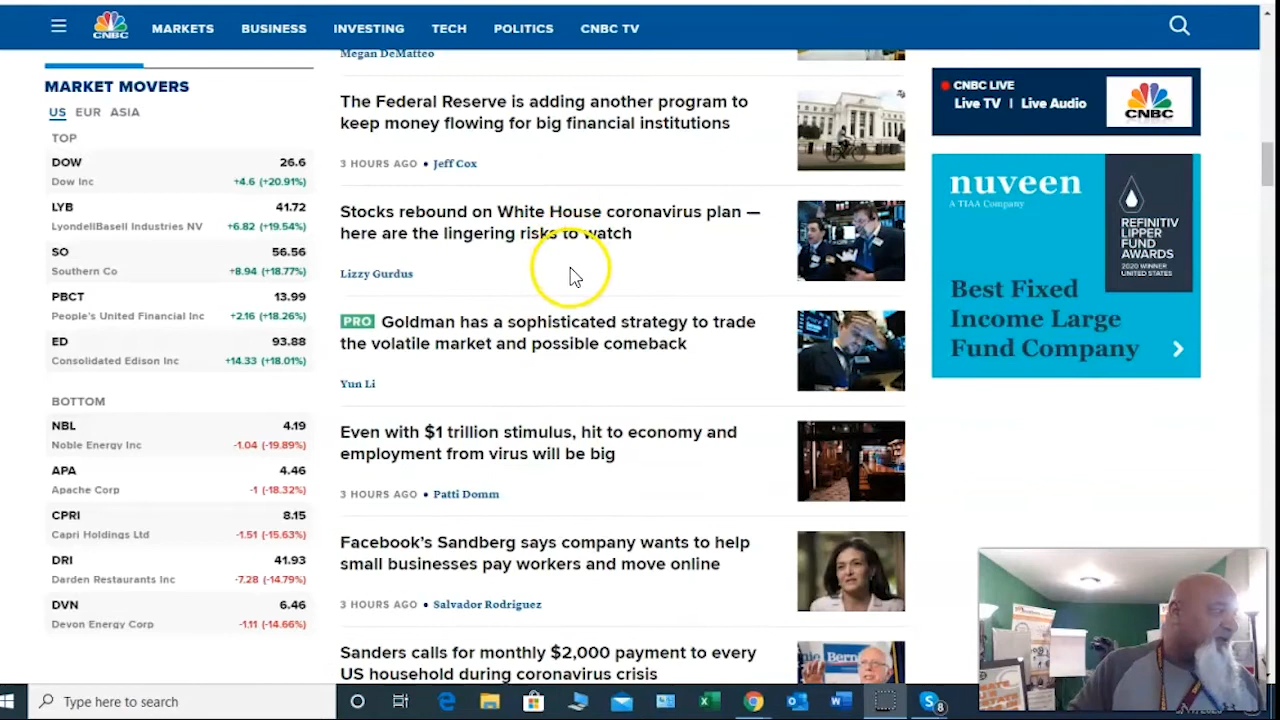 CNBC
MARKETS
BUSINESS
INVESTING
TECH
POLITICS
CNBC TV
MARKET MOVERS
US EUR ASIA
TOP
DOW 26.6
Dow Inc +4.6 (+20.91%)
LYB 41.72
LyondellBasell Industries NV +6.82 (+19.54%)
SO 56.56
Southern Co +8.94 (+18.77%)
PBCT 13.99
People's United Financial Inc +2.16 (+18.26%)
ED 93.88
Consolidated Edison Inc +14.33 (+18.01%)
BOTTOM
NBL 4.19
Noble Energy Inc -1.04 (-19.89%)
APA 4.46
Apache Corp -1 (-18.32%)
CPRI 8.15
Capri Holdings Ltd -1.51 (-15.63%)
DRI 41.93
Darden Restaurants Inc -7.28 (-14.79%)
DVN 6.46
Devon Energy Corp -1.11 (-14.66%)
Megan DeMatteo
The Federal Reserve is adding another program to
keep money flowing for big financial institutions
3 HOURS AGO • Jeff Cox
Stocks rebound on White House coronavirus plan —
here are the lingering risks to watch
Lizzy Gurdus
PRO Goldman has a sophisticated strategy to trade
the volatile market and possible comeback
Yun Li
Even with $1 trillion stimulus, hit to economy and
employment from virus will be big
3 HOURS AGO • Patti Domm
Facebook's Sandberg says company wants to help
small businesses pay workers and move online
3 HOURS AGO • Salvador Rodriguez
Sanders calls for monthly $2,000 payment to every
US household during coronavirus crisis
CNBC LIVE
Live TV | Live Audio
CNBC
nuveen
A TIAA Company
REFINITIV
LIPPER
FUND
AWARDS
2020 WINNER
UNITED STATES
Best Fixed
Income Large
Fund Company
Type here to search
8